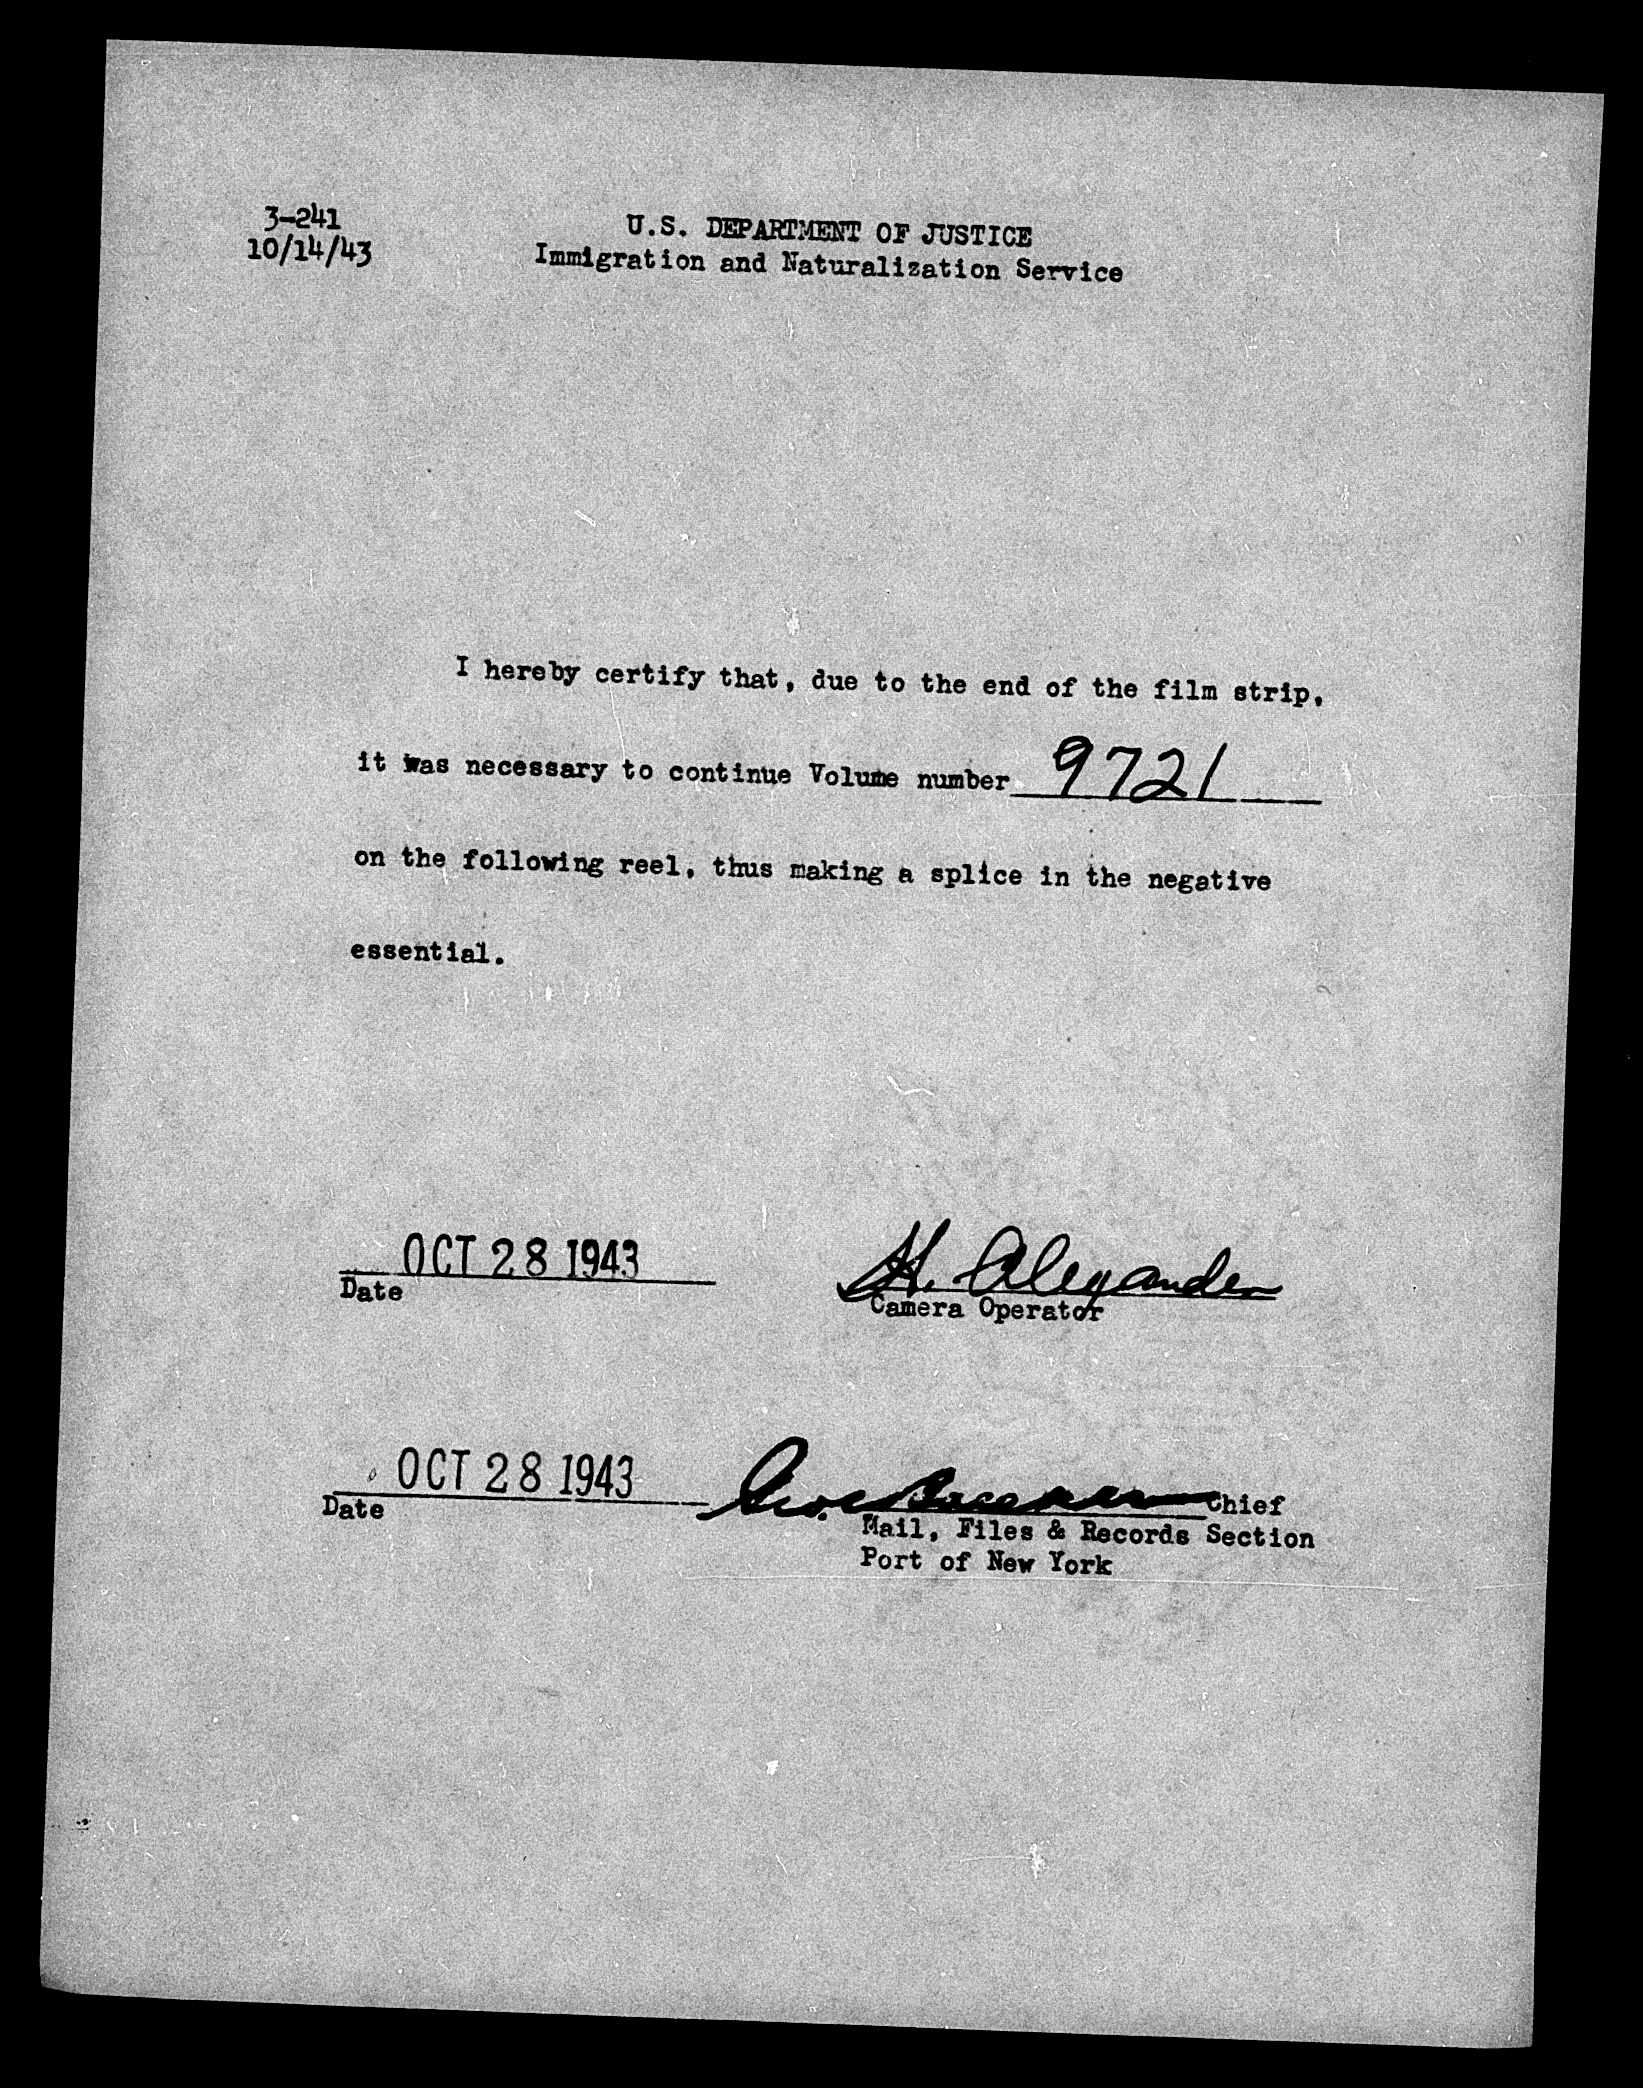 3-241
10/14/43
U.S. DEPARTMENT OF JUSTICE
Immigration and Naturalization Service
I hereby certify that, due to the end of the film strip,
it was necessary to continue Volume number 9721
on the following reel, thus making a splice in the negative
essential.
OCT 28 1943
Date
H. Alexander
Camera Operator
OCT 28 1943
Date
Chief
Mail, Files & Records Section
Port of New York